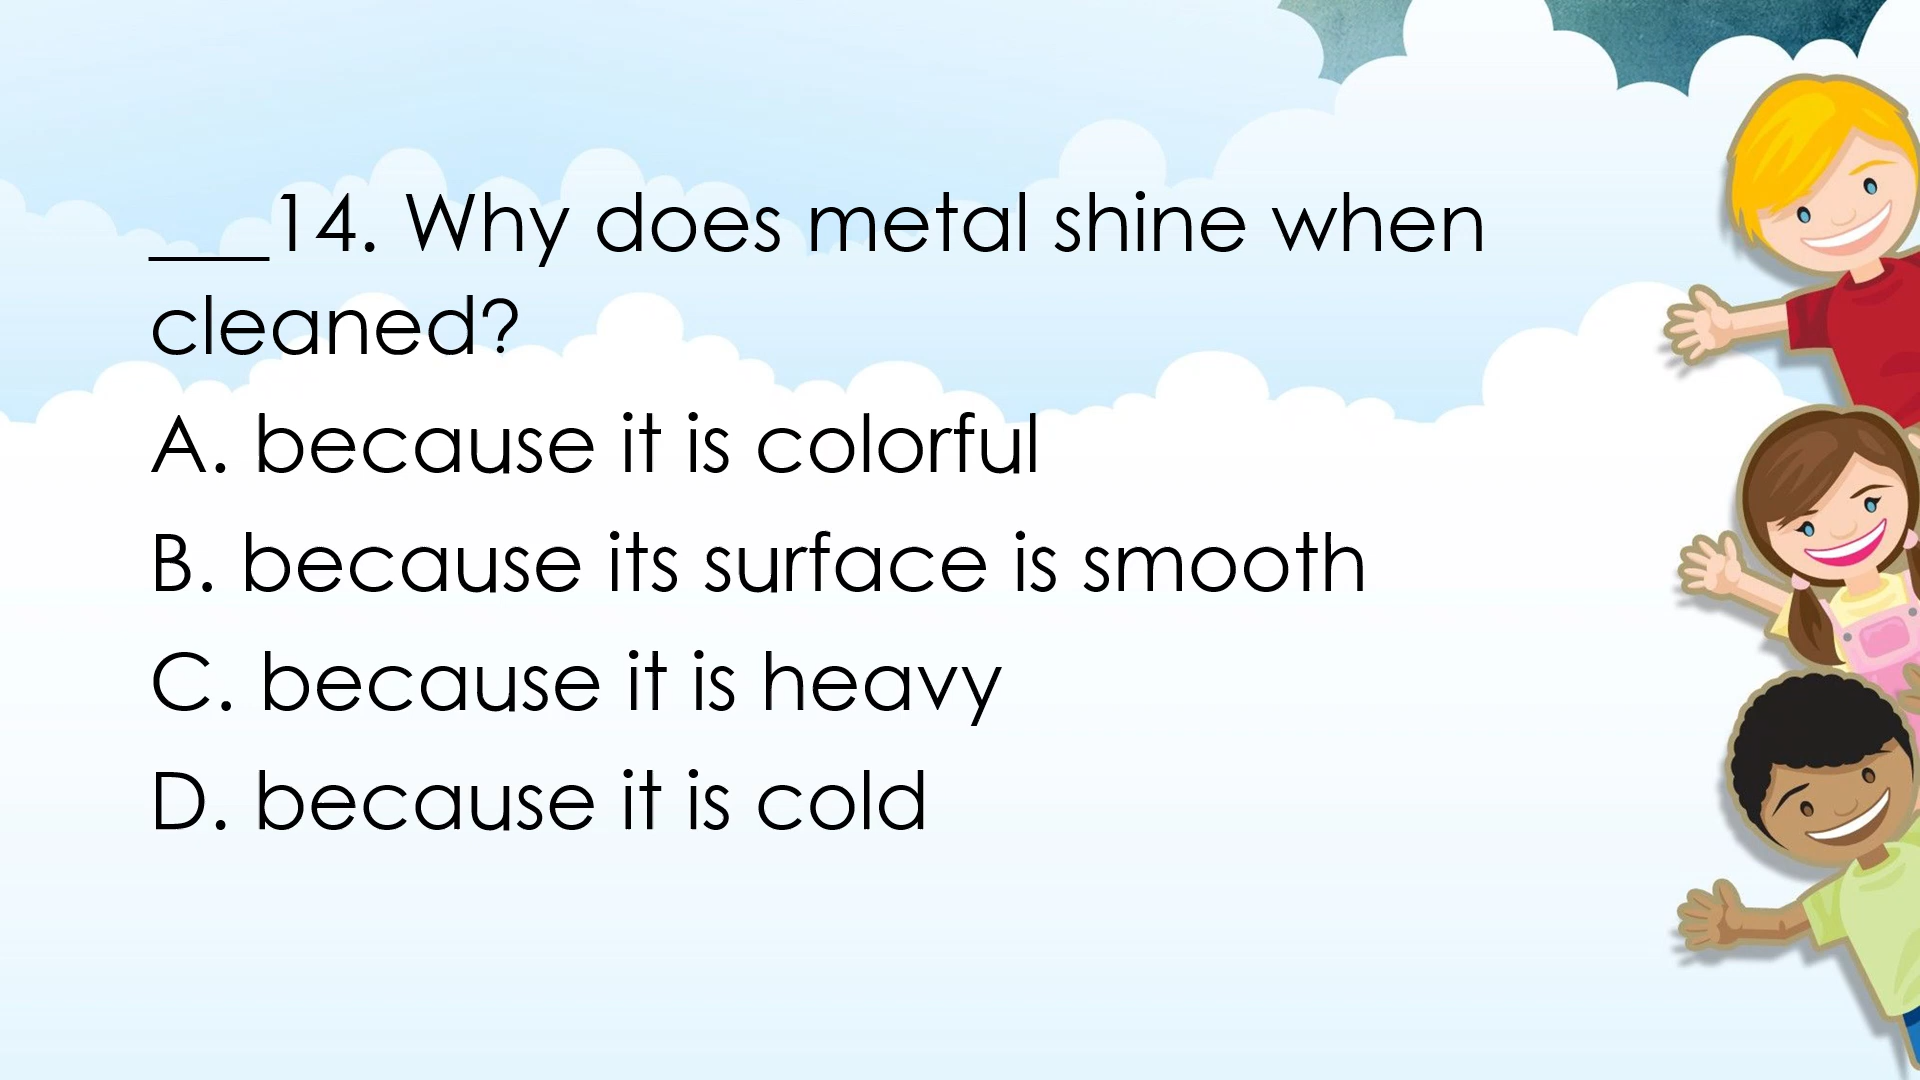 ___14. Why does metal shine when
cleaned?
A. because it is colorful
B. because its surface is smooth
C. because it is heavy
D. because it is cold